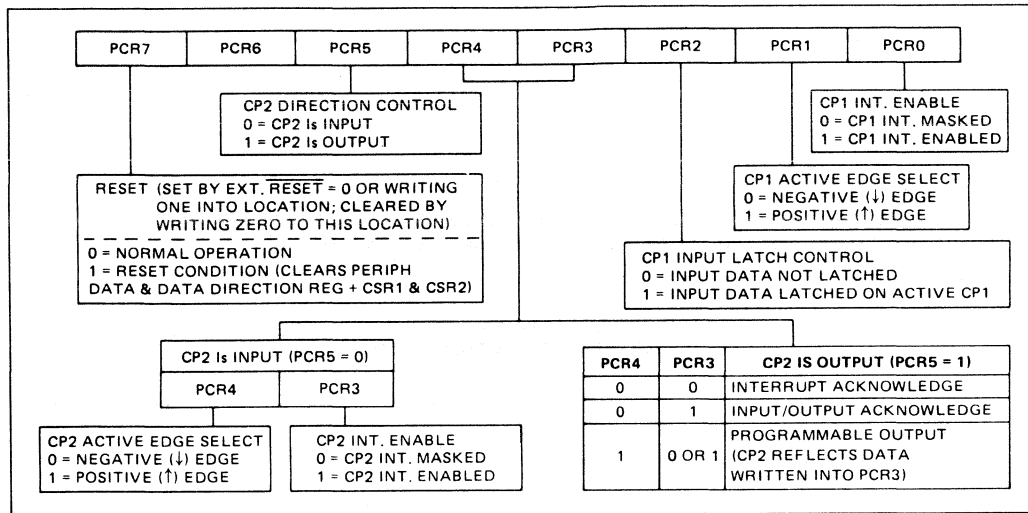 PCR7 PCR6 PCR5 PCR4 PCR3 PCR2 PCR1 PCR0
CP2 DIRECTION CONTROL
0 = CP2 Is INPUT
1 = CP2 Is OUTPUT
CP1 INT. ENABLE
0 = CP1 INT. MASKED
1 = CP1 INT. ENABLED
RESET (SET BY EXT. RESET = 0 OR WRITING
ONE INTO LOCATION; CLEARED BY
WRITING ZERO TO THIS LOCATION)
0 = NORMAL OPERATION
1 = RESET CONDITION (CLEARS PERIPH
DATA & DATA DIRECTION REG + CSR1 & CSR2)
CP1 ACTIVE EDGE SELECT
0 = NEGATIVE (↓) EDGE
1 = POSITIVE (↑) EDGE
CP1 INPUT LATCH CONTROL
0 = INPUT DATA NOT LATCHED
1 = INPUT DATA LATCHED ON ACTIVE CP1
CP2 Is INPUT (PCR5 = 0)
PCR4 PCR3
CP2 ACTIVE EDGE SELECT
0 = NEGATIVE (↓) EDGE
1 = POSITIVE (↑) EDGE
CP2 INT. ENABLE
0 = CP2 INT. MASKED
1 = CP2 INT. ENABLED
PCR4 PCR3 CP2 IS OUTPUT (PCR5 = 1)
0 0 INTERRUPT ACKNOWLEDGE
0 1 INPUT/OUTPUT ACKNOWLEDGE
1 0 OR 1 PROGRAMMABLE OUTPUT
(CP2 REFLECTS DATA
WRITTEN INTO PCR3)